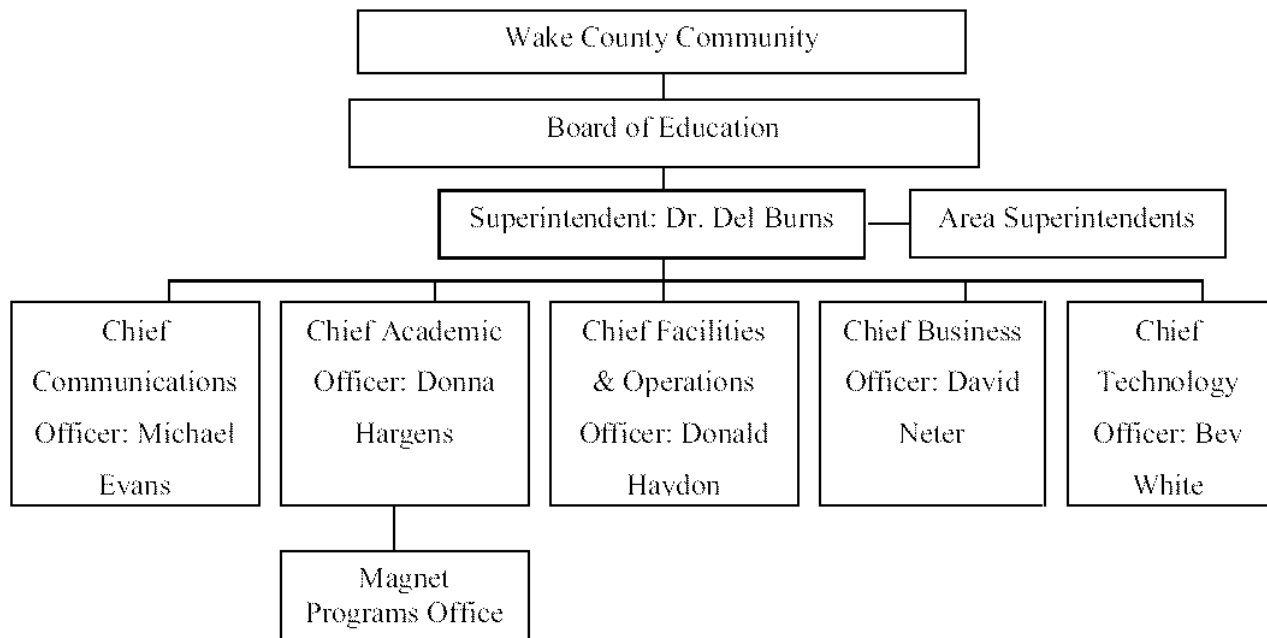 Wake County Community
Board of Education
Superintendent: Dr. Del Burns
Area Superintendents
Chief
Communications
Officer: Michael
Evans
Chief Academic
Officer: Donna
Hargens
Chief Facilities
& Operations
Officer: Donald
Haydon
Chief Business
Officer: David
Neter
Chief
Technology
Officer: Bev
White
Magnet
Programs Office